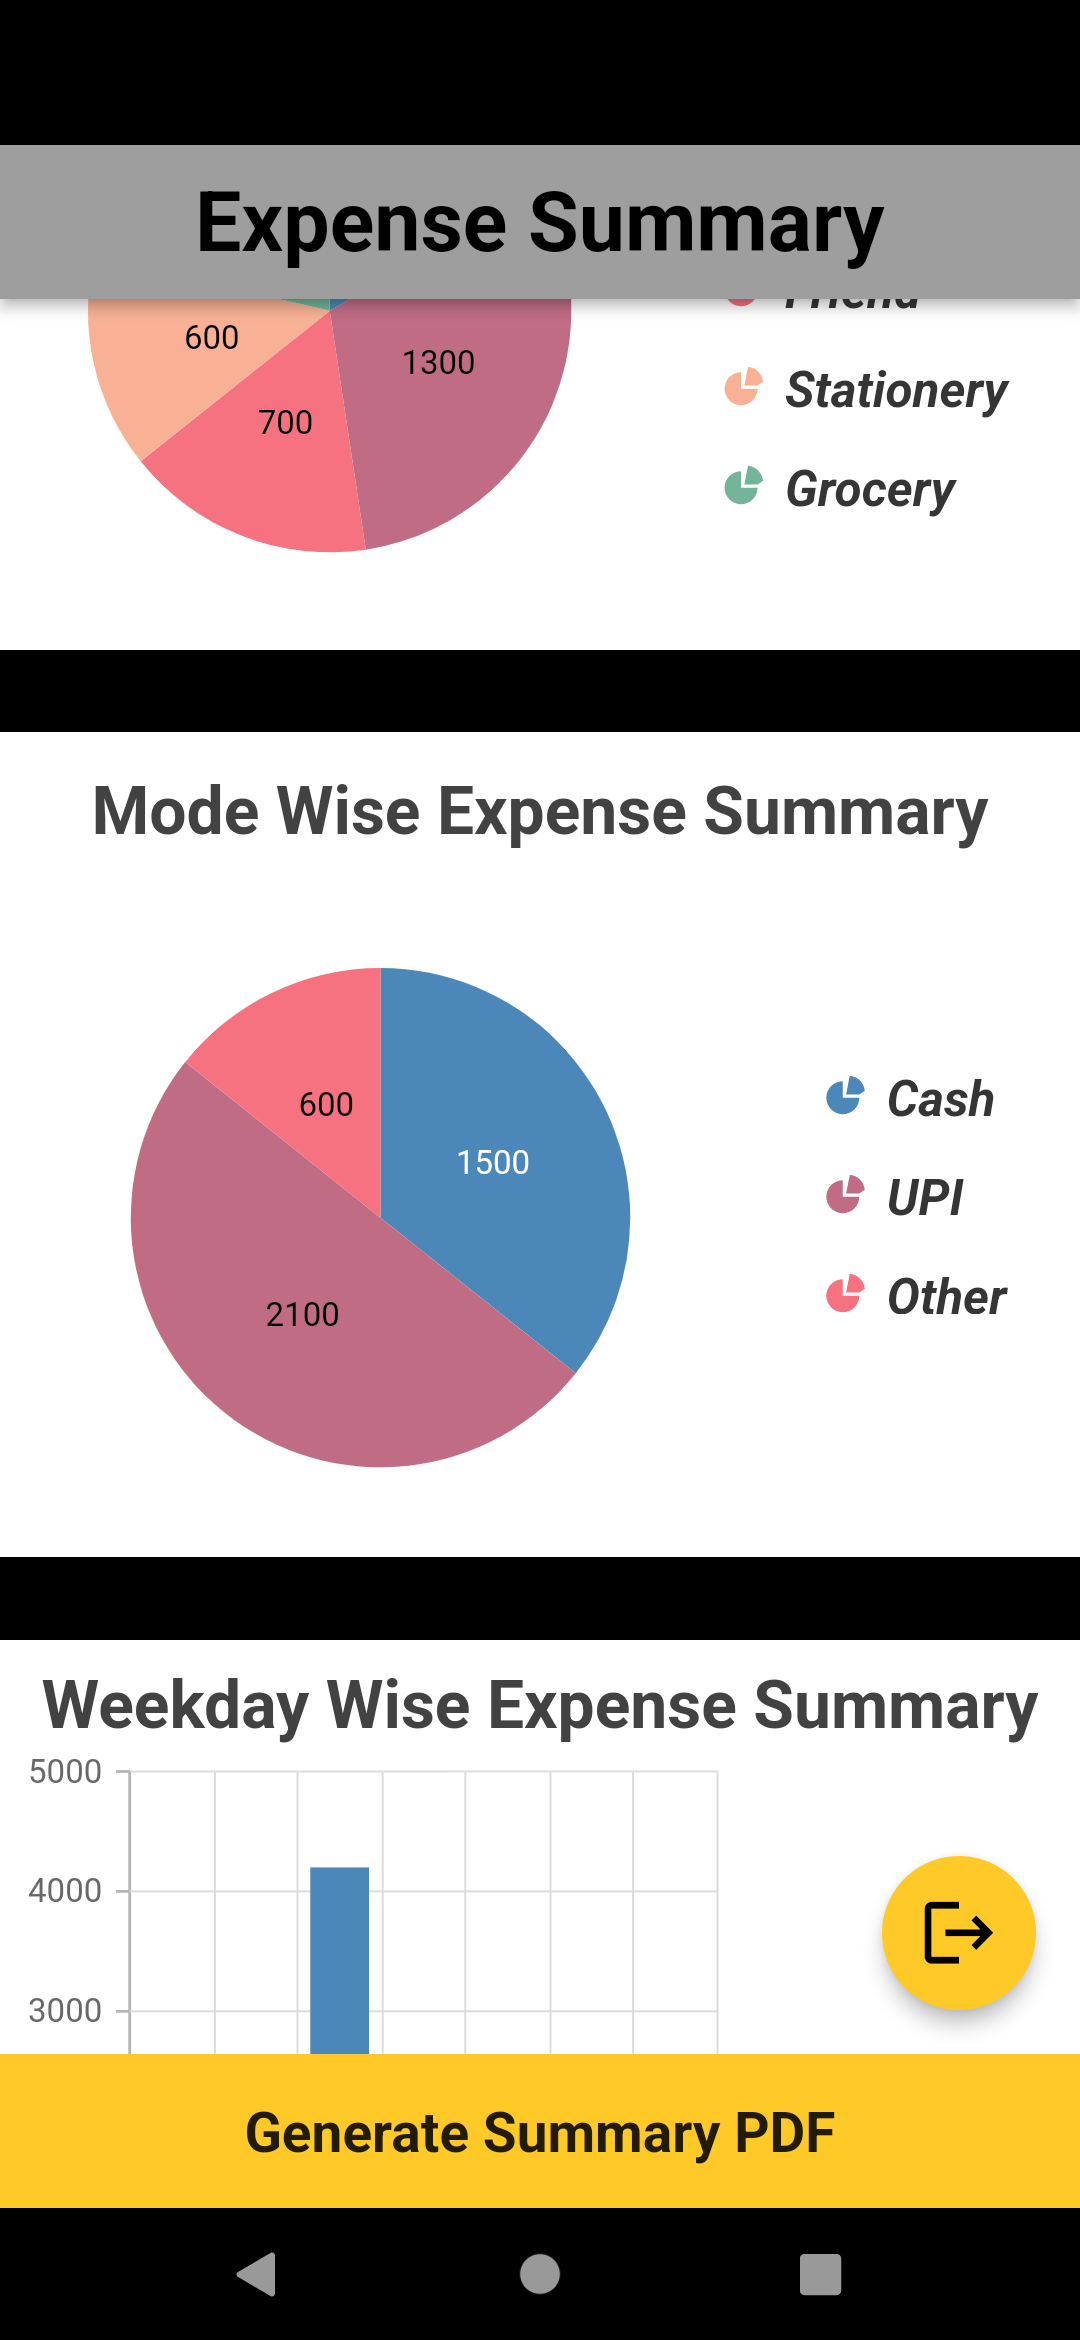 Expense Summary
Friend
600
1300
700
Stationery
Grocery
Mode Wise Expense Summary
600
1500
2100
Cash
UPI
Other
Weekday Wise Expense Summary
5000
4000
3000
Generate Summary PDF